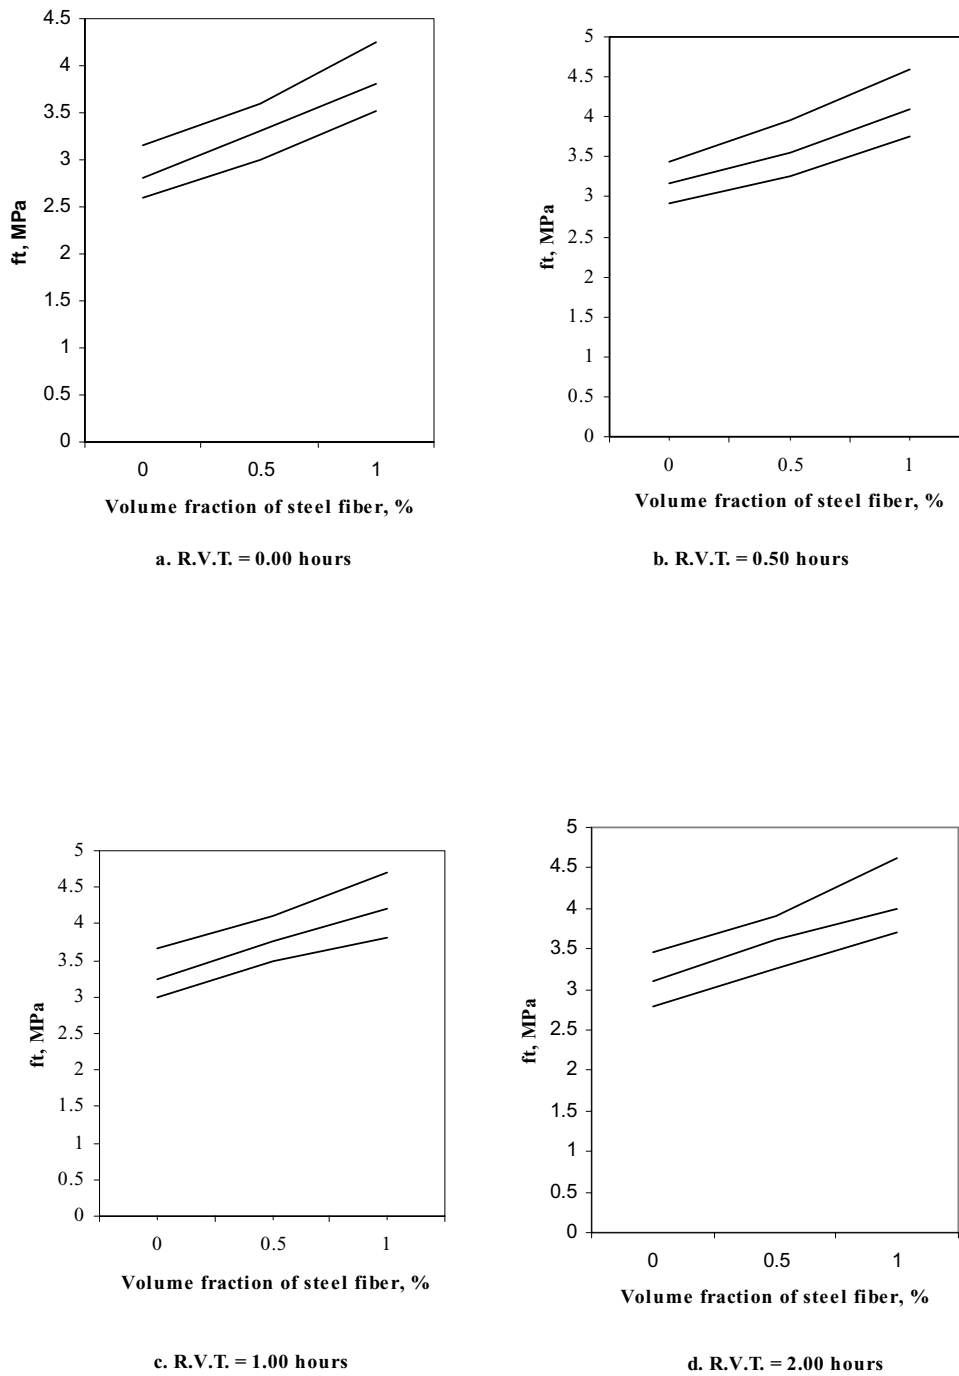 4.5
4
3.5
3
2.5
2
1.5
1
0.5
0
ft, MPa
0 0.5 1
Volume fraction of steel fiber, %
a. R.V.T. = 0.00 hours
5
4.5
4
3.5
3
2.5
2
1.5
1
0.5
0
ft, MPa
0 0.5 1
Volume fraction of steel fiber, %
b. R.V.T. = 0.50 hours
5
4.5
4
3.5
3
2.5
2
1.5
1
0.5
0
ft, MPa
0 0.5 1
Volume fraction of steel fiber, %
c. R.V.T. = 1.00 hours
5
4.5
4
3.5
3
2.5
2
1.5
1
0.5
0
ft, MPa
0 0.5 1
Volume fraction of steel fiber, %
d. R.V.T. = 2.00 hours